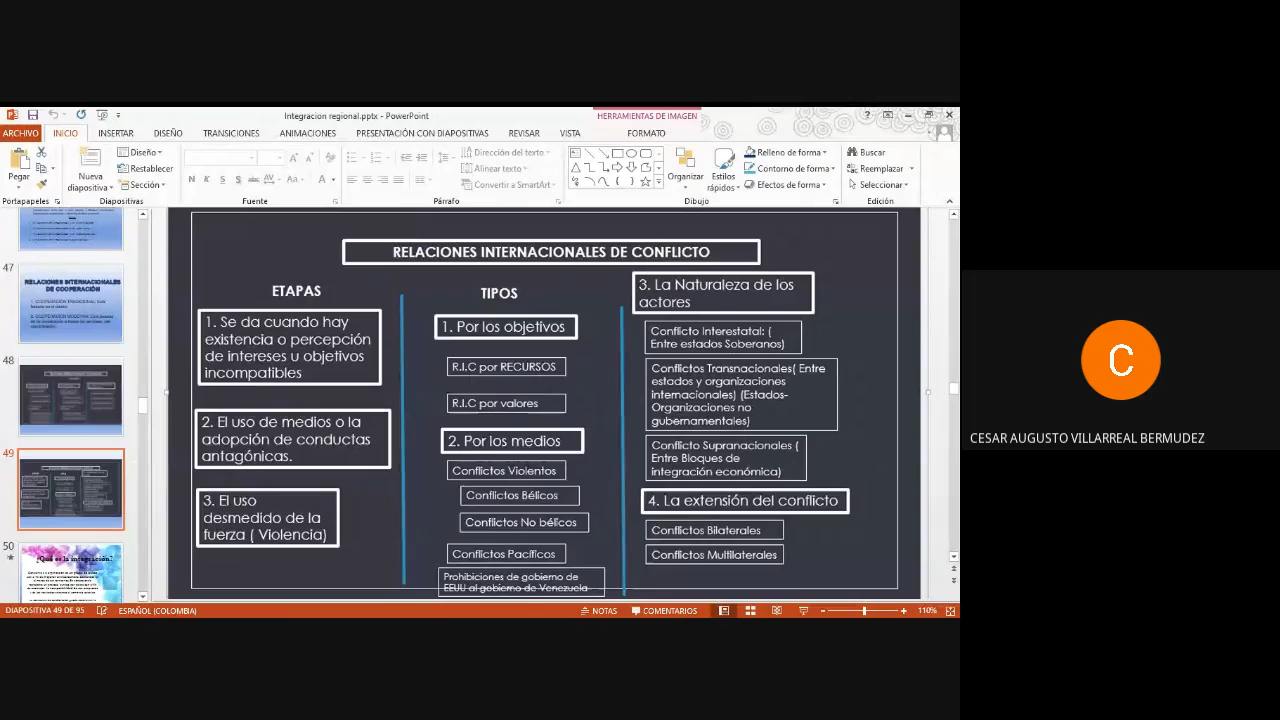 Integracion regional.pptx - PowerPoint
HERRAMIENTAS DE IMAGEN
ARCHIVO INICIO INSERTAR DISEÑO TRANSICIONES ANIMACIONES PRESENTACIÓN CON DIAPOSITIVAS REVISAR VISTA FORMATO
Pegar
Nueva
diapositiva
Diseño
Restablecer
Sección
Dirección del texto
Alinear texto
Convertir a SmartArt
Organizar
Estilos
rápidos
Relleno de forma
Contorno de forma
Efectos de forma
Buscar
Reemplazar
Seleccionar
Portapapeles Diapositivas Fuente Párrafo Dibujo Edición
47
RELACIONES INTERNACIONALES
DE COOPERACIÓN
48
49
50
¿Qué es la integración?
RELACIONES INTERNACIONALES DE CONFLICTO
ETAPAS
1. Se da cuando hay
existencia o percepción
de intereses u objetivos
incompatibles
2. El uso de medios o la
adopción de conductas
antagónicas.
3. El uso
desmedido de la
fuerza ( Violencia)
TIPOS
1. Por los objetivos
R.I.C por RECURSOS
R.I.C por valores
2. Por los medios
Conflictos Violentos
Conflictos Bélicos
Conflictos No bélicos
Conflictos Pacíficos
Prohibiciones de gobierno de
EEUU al gobierno de Venezuela
3. La Naturaleza de los
actores
Conflicto Interestatal: (
Entre estados Soberanos)
Conflictos Transnacionales( Entre
estados y organizaciones
internacionales) (Estados-
Organizaciones no
gubernamentales)
Conflicto Supranacionales (
Entre Bloques de
integración económica)
4. La extensión del conflicto
Conflictos Bilaterales
Conflictos Multilaterales
DIAPOSITIVA 49 DE 95 ESPAÑOL (COLOMBIA) NOTAS COMENTARIOS 110%
C
CESAR AUGUSTO VILLARREAL BERMUDEZ